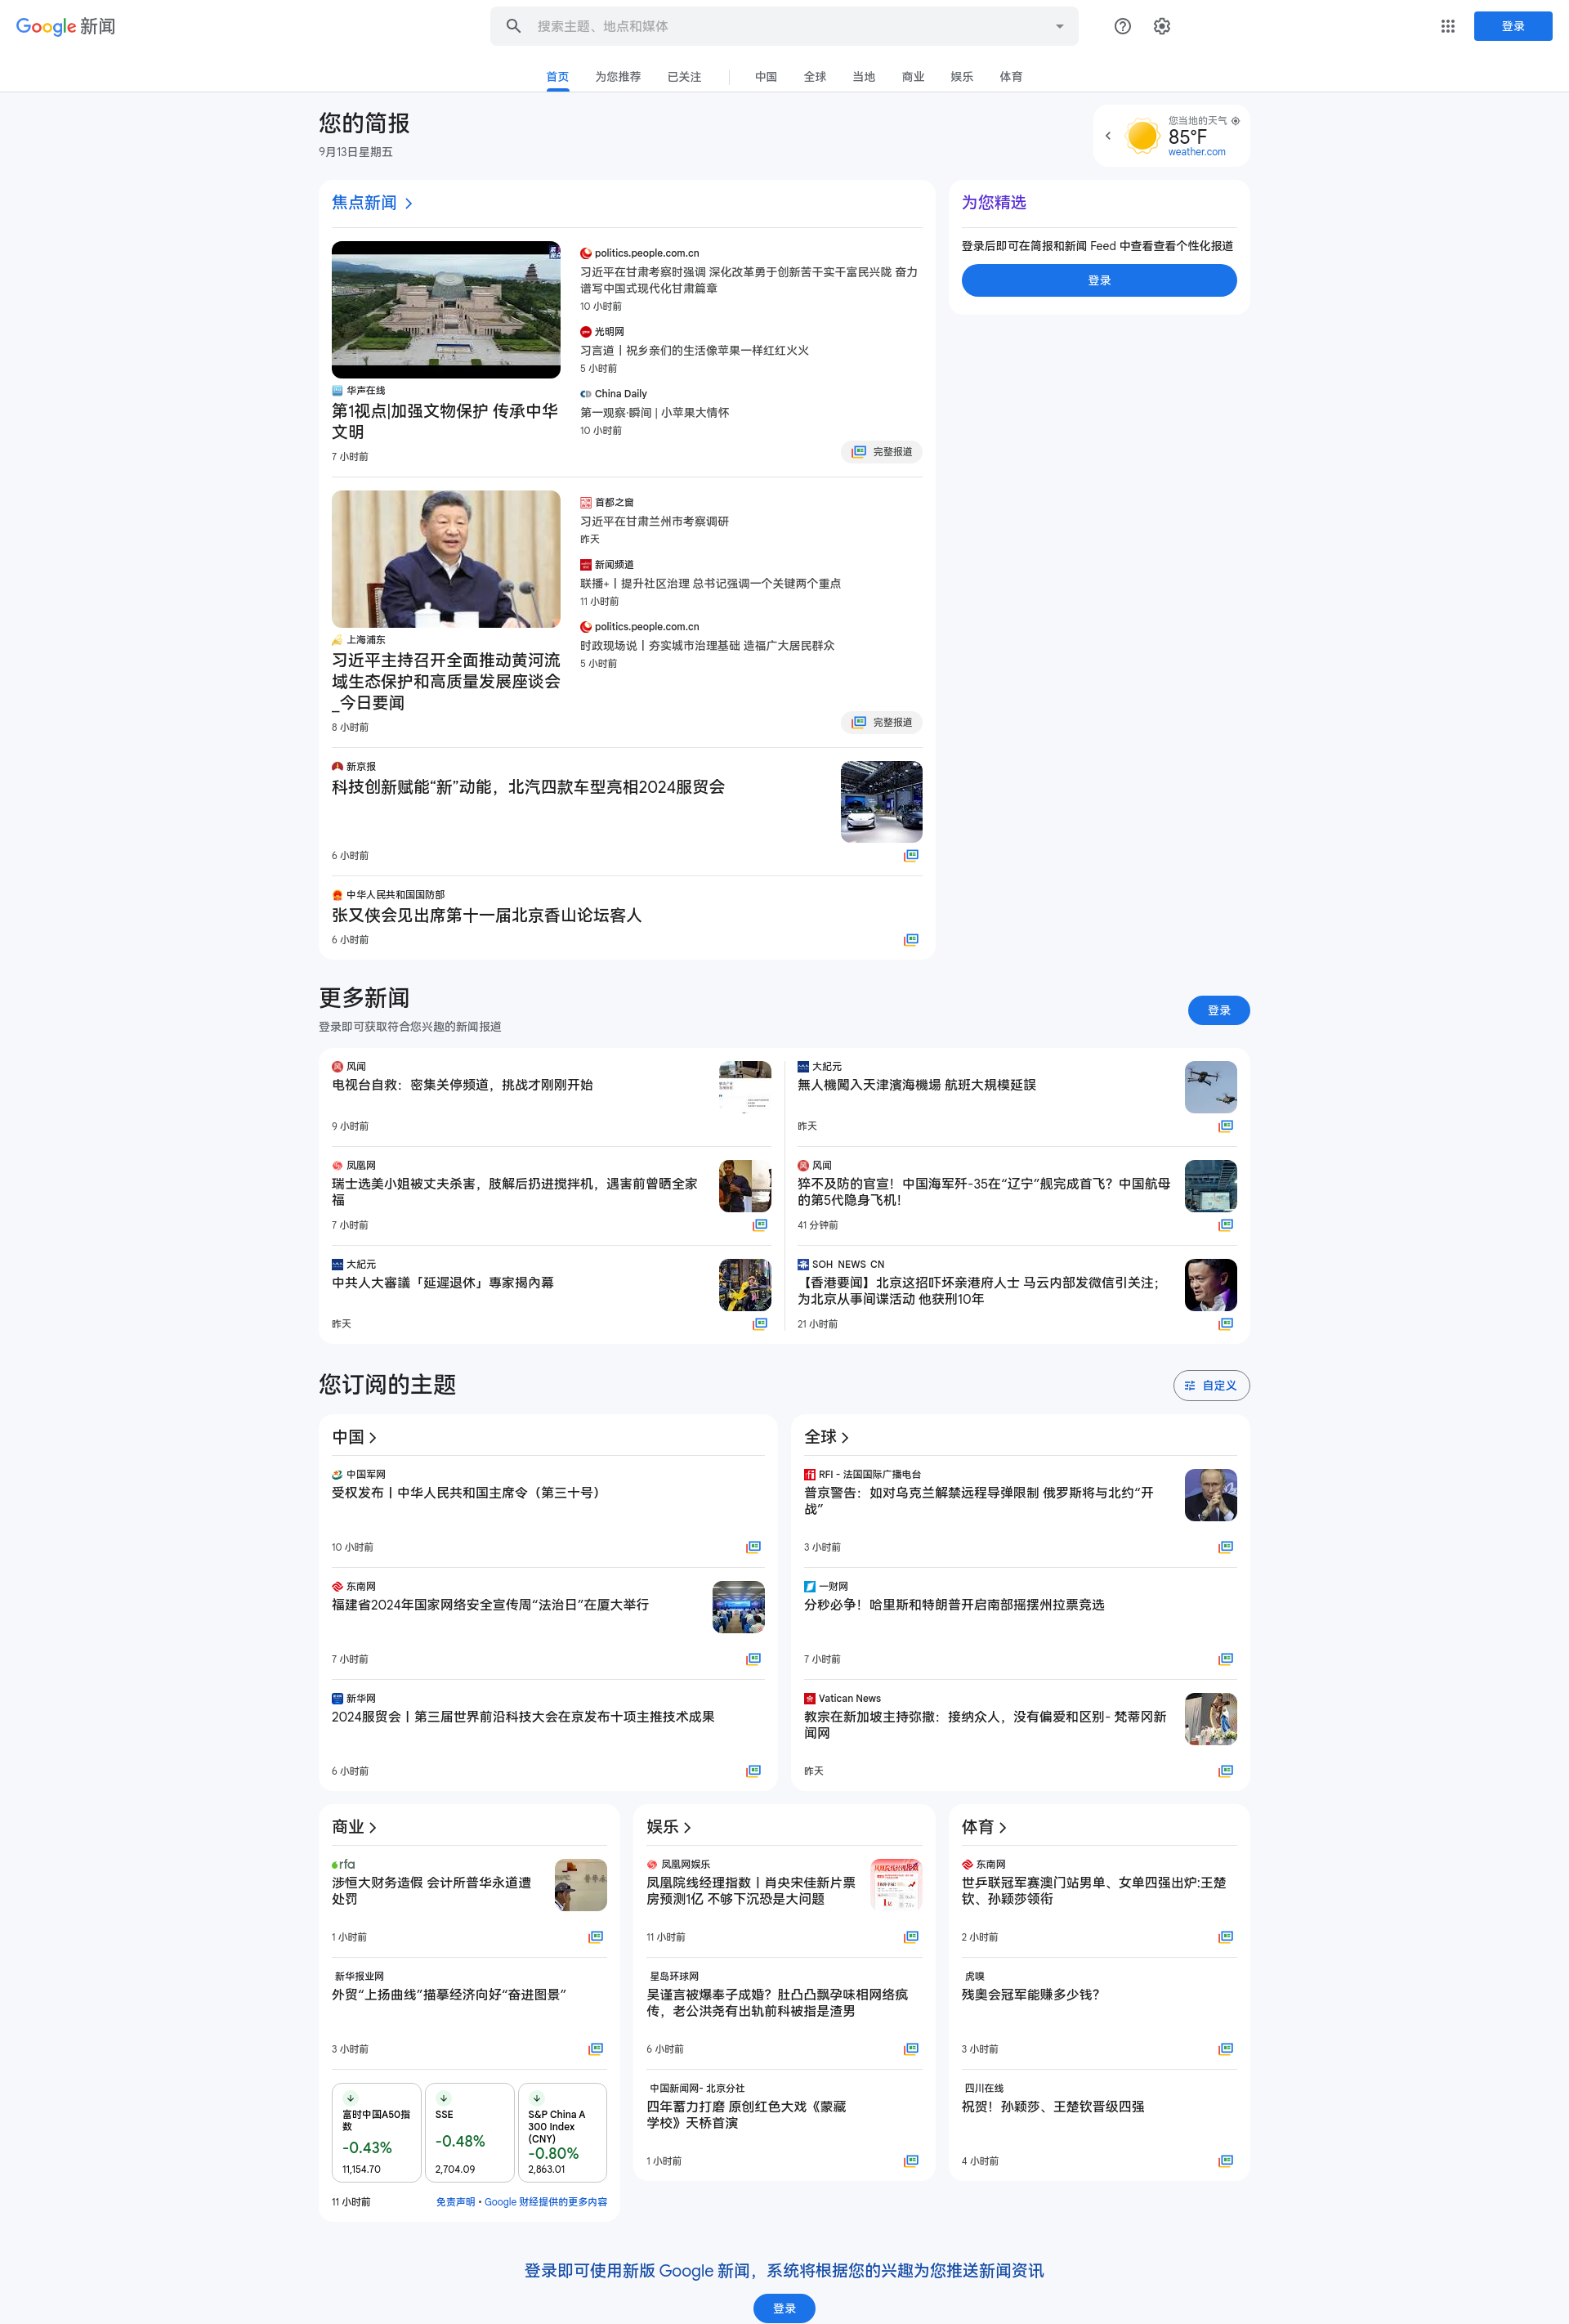 Google 新闻
搜索主题、地点和媒体
登录
首页
为您推荐
已关注
中国
全球
当地
商业
娱乐
体育
您的简报
9月13日星期五
您当地的天气
85°F
weather.com
焦点新闻
华声在线
第1视点|加强文物保护 传承中华
文明
7 小时前
politics.people.com.cn
习近平在甘肃考察时强调 深化改革勇于创新苦干实干富民兴陇 奋力
谱写中国式现代化甘肃篇章
10 小时前
光明网
习言道丨祝乡亲们的生活像苹果一样红红火火
5 小时前
China Daily
第一观察·瞬间 | 小苹果大情怀
10 小时前
完整报道
为您精选
登录后即可在简报和新闻 Feed 中查看查看个性化报道
登录
上海浦东
习近平主持召开全面推动黄河流
域生态保护和高质量发展座谈会
_今日要闻
8 小时前
首都之窗
习近平在甘肃兰州市考察调研
昨天
新闻频道
联播+丨提升社区治理 总书记强调一个关键两个重点
11 小时前
politics.people.com.cn
时政现场说丨夯实城市治理基础 造福广大居民群众
5 小时前
完整报道
新京报
科技创新赋能“新”动能，北汽四款车型亮相2024服贸会
6 小时前
中华人民共和国国防部
张又侠会见出席第十一届北京香山论坛客人
6 小时前
更多新闻
登录即可获取符合您兴趣的新闻报道
登录
风闻
电视台自救：密集关停频道，挑战才刚刚开始
9 小时前
大紀元
無人機闖入天津濱海機場 航班大規模延誤
昨天
凤凰网
瑞士选美小姐被丈夫杀害，肢解后扔进搅拌机，遇害前曾晒全家
福
7 小时前
风闻
猝不及防的官宣！中国海军歼-35在“辽宁”舰完成首飞？中国航母
的第5代隐身飞机！
41 分钟前
大紀元
中共人大審議「延遲退休」專家揭內幕
昨天
SOH NEWS CN
【香港要闻】北京这招吓坏亲港府人士 马云内部发微信引关注；
为北京从事间谍活动 他获刑10年
21 小时前
您订阅的主题
自定义
中国
中国军网
受权发布丨中华人民共和国主席令（第三十号）
10 小时前
东南网
福建省2024年国家网络安全宣传周“法治日”在厦大举行
7 小时前
新华网
2024服贸会丨第三届世界前沿科技大会在京发布十项主推技术成果
6 小时前
全球
RFI - 法国国际广播电台
普京警告：如对乌克兰解禁远程导弹限制 俄罗斯将与北约“开
战”
3 小时前
一财网
分秒必争！哈里斯和特朗普开启南部摇摆州拉票竞选
7 小时前
Vatican News
教宗在新加坡主持弥撒：接纳众人，没有偏爱和区别- 梵蒂冈新
闻网
昨天
商业
rfa
涉恒大财务造假 会计所普华永道遭
处罚
1 小时前
新华报业网
外贸“上扬曲线”描摹经济向好“奋进图景”
3 小时前
富时中国A50指
数
-0.43%
11,154.70
SSE
-0.48%
2,704.09
S&P China A
300 Index
(CNY)
-0.80%
2,863.01
11 小时前
免责声明 • Google 财经提供的更多内容
娱乐
凤凰网娱乐
凤凰院线经理指数丨肖央宋佳新片票
房预测1亿 不够下沉恐是大问题
11 小时前
星岛环球网
吴谨言被爆奉子成婚？肚凸凸飘孕味相网络疯
传，老公洪尧有出轨前科被指是渣男
6 小时前
中国新闻网- 北京分社
四年蓄力打磨 原创红色大戏《蒙藏
学校》天桥首演
1 小时前
体育
东南网
世乒联冠军赛澳门站男单、女单四强出炉:王楚
钦、孙颖莎领衔
2 小时前
虎嗅
残奥会冠军能赚多少钱？
3 小时前
四川在线
祝贺！孙颖莎、王楚钦晋级四强
4 小时前
登录即可使用新版 Google 新闻，系统将根据您的兴趣为您推送新闻资讯
登录